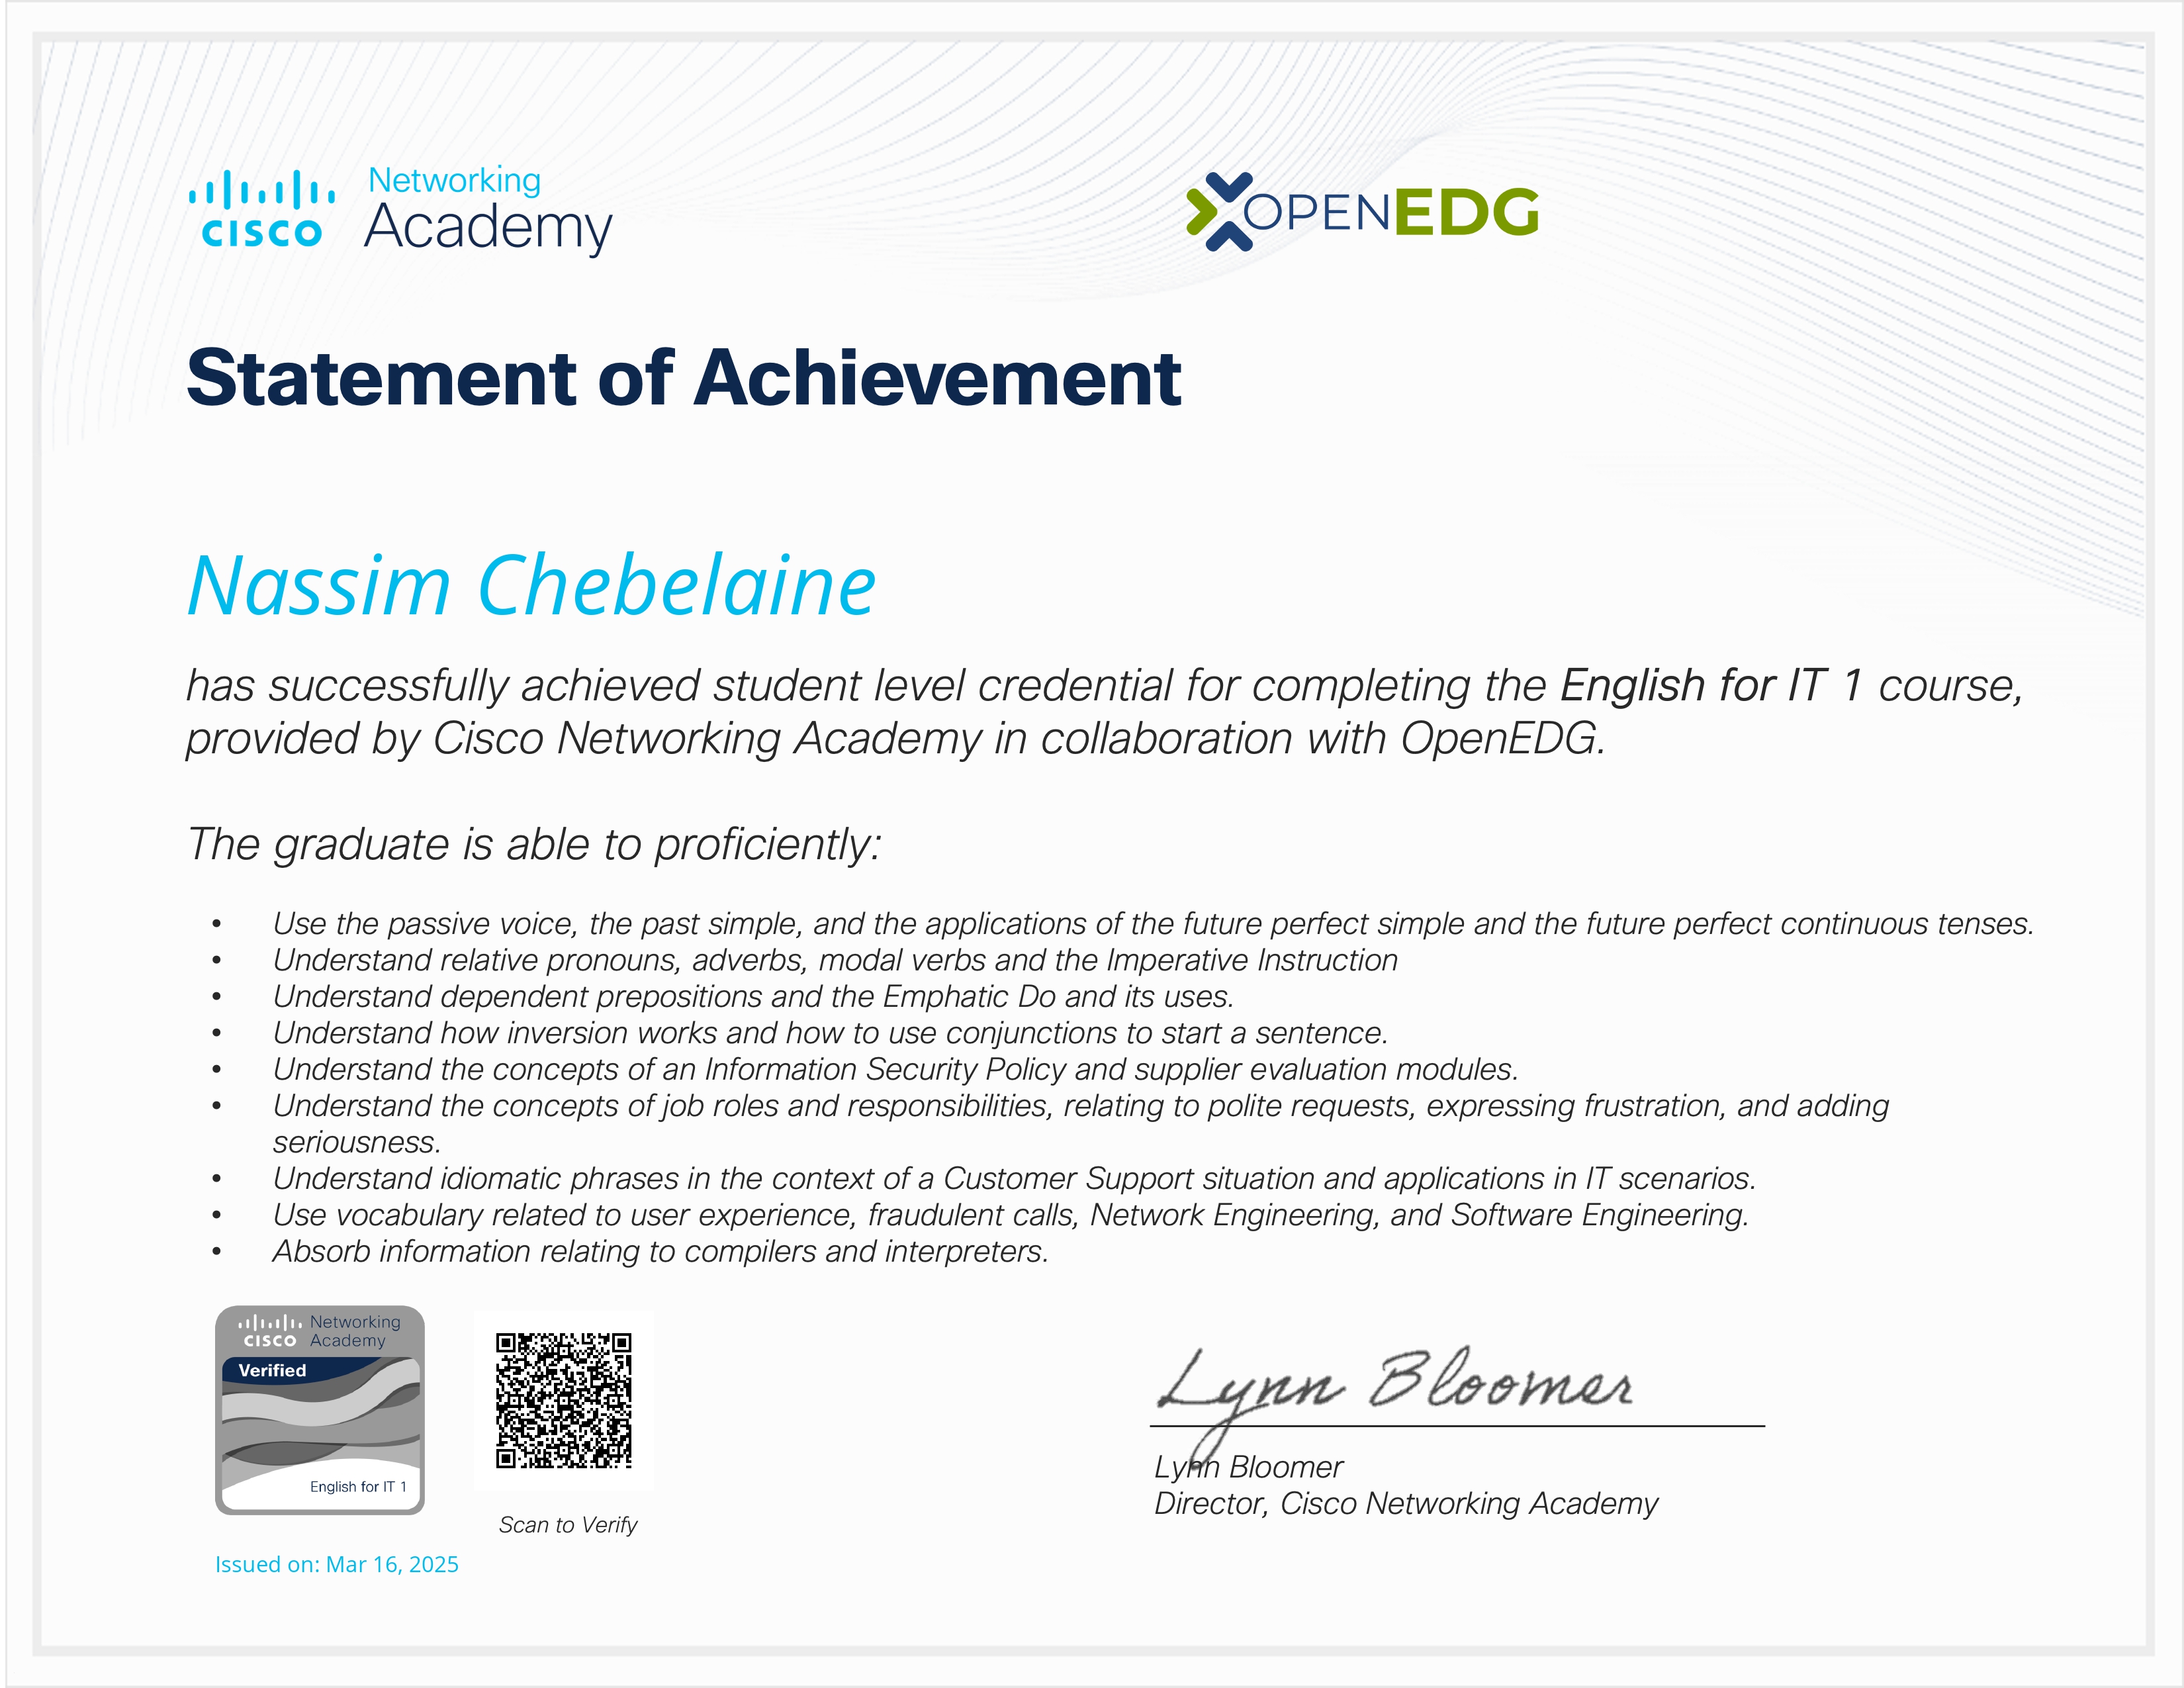 CISCO Networking Academy
OPENEDG
Statement of Achievement
Nassim Chebelaine
has successfully achieved student level credential for completing the English for IT 1 course,
provided by Cisco Networking Academy in collaboration with OpenEDG.
The graduate is able to proficiently:
• Use the passive voice, the past simple, and the applications of the future perfect simple and the future perfect continuous tenses.
• Understand relative pronouns, adverbs, modal verbs and the Imperative Instruction
• Understand dependent prepositions and the Emphatic Do and its uses.
• Understand how inversion works and how to use conjunctions to start a sentence.
• Understand the concepts of an Information Security Policy and supplier evaluation modules.
• Understand the concepts of job roles and responsibilities, relating to polite requests, expressing frustration, and adding
seriousness.
• Understand idiomatic phrases in the context of a Customer Support situation and applications in IT scenarios.
• Use vocabulary related to user experience, fraudulent calls, Network Engineering, and Software Engineering.
• Absorb information relating to compilers and interpreters.
CISCO Networking Academy
Verified
English for IT 1
Scan to Verify
Issued on: Mar 16, 2025
Lynn Bloomer
Lynn Bloomer
Director, Cisco Networking Academy